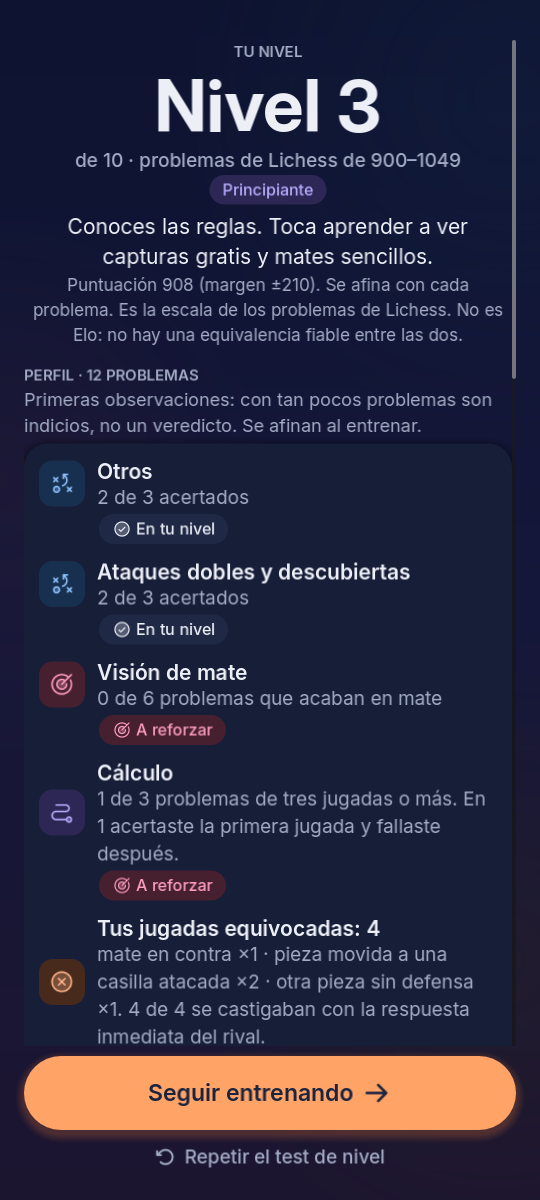 TU NIVEL
Nivel 3
de 10 · problemas de Lichess de 900–1049
Principiante
Conoces las reglas. Toca aprender a ver
capturas gratis y mates sencillos.
Puntuación 908 (margen ±210). Se afina con cada
problema. Es la escala de los problemas de Lichess. No es
Elo: no hay una equivalencia fiable entre las dos.
PERFIL · 12 PROBLEMAS
Primeras observaciones: con tan pocos problemas son
indicios, no un veredicto. Se afinan al entrenar.
Otros
2 de 3 acertados
En tu nivel
Ataques dobles y descubiertas
2 de 3 acertados
En tu nivel
Visión de mate
0 de 6 problemas que acaban en mate
A reforzar
Cálculo
1 de 3 problemas de tres jugadas o más. En
1 acertaste la primera jugada y fallaste
después.
A reforzar
Tus jugadas equivocadas: 4
mate en contra ×1 · pieza movida a una
casilla atacada ×2 · otra pieza sin defensa
×1. 4 de 4 se castigaban con la respuesta
inmediata del rival.
Seguir entrenando
Repetir el test de nivel